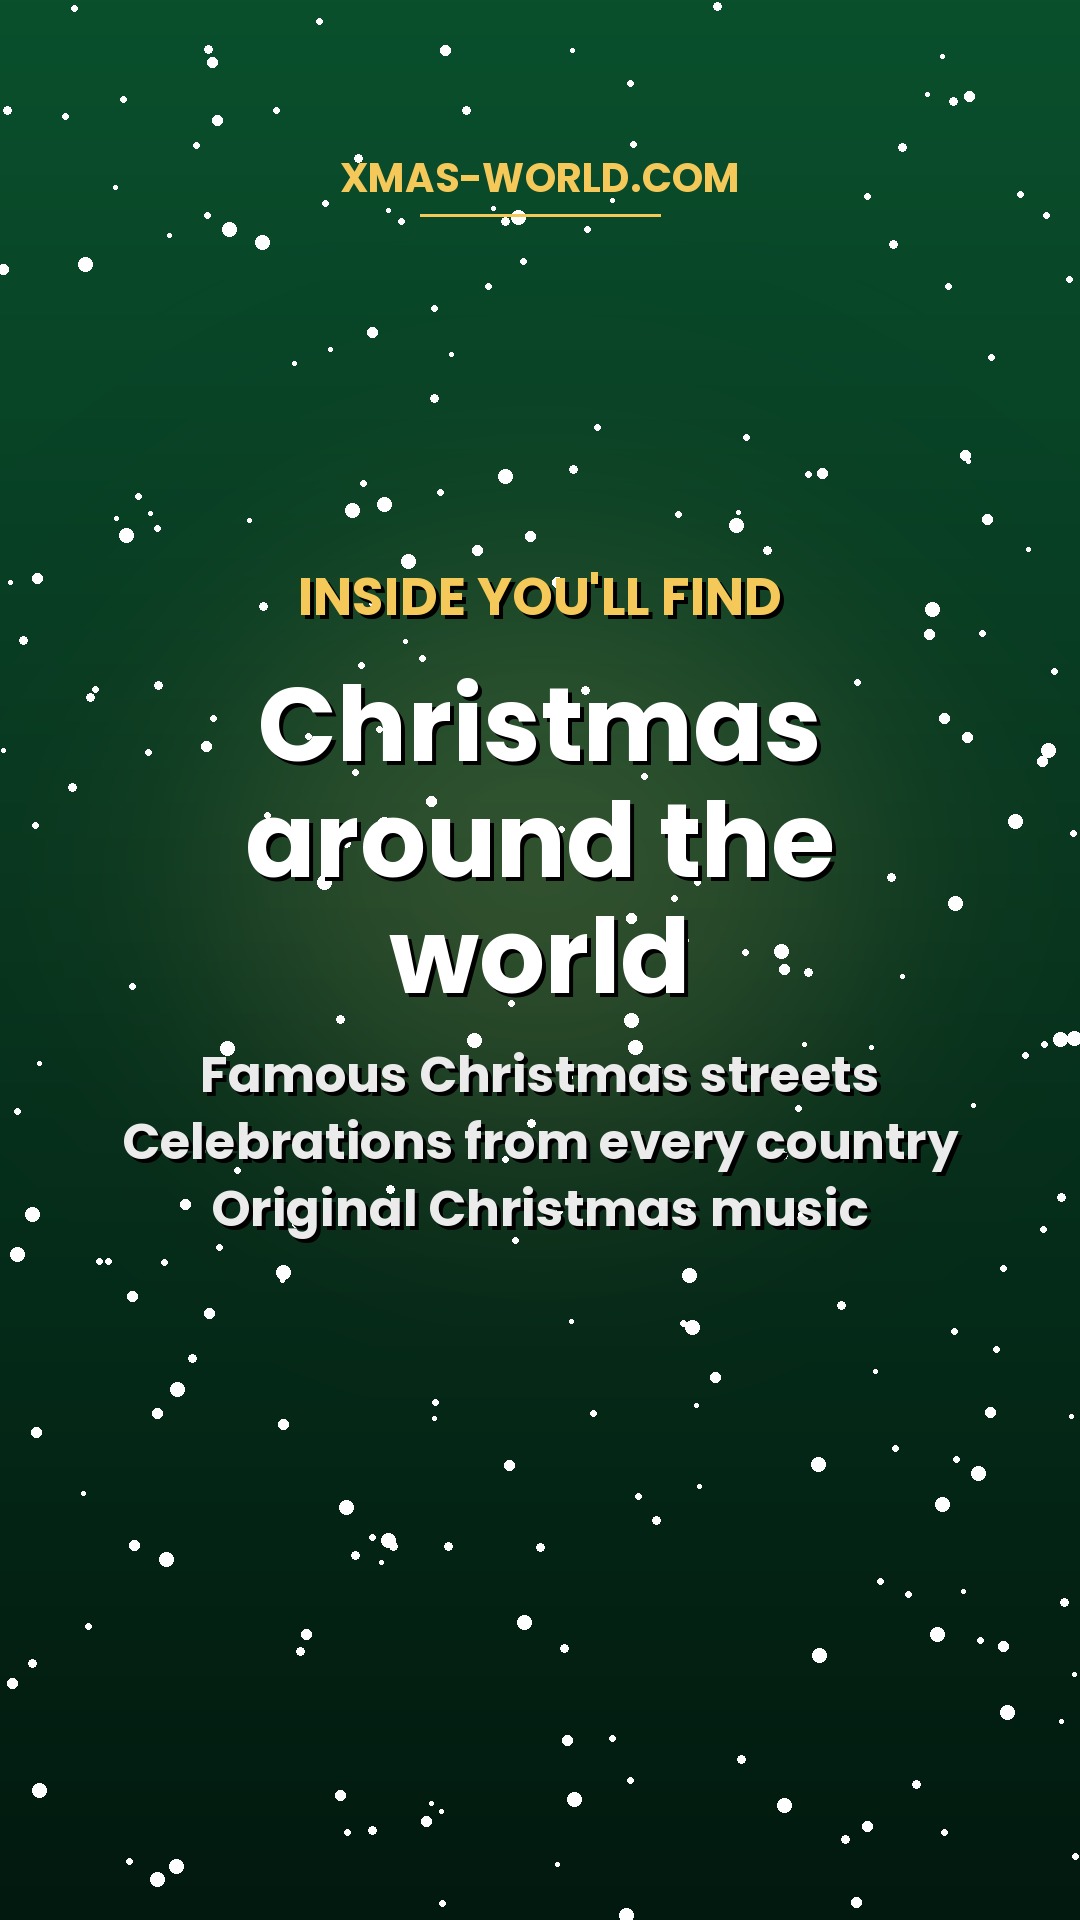 XMAS-WORLD.COM
INSIDE YOU'LL FIND
Christmas
around the
world
Famous Christmas streets
Celebrations from every country
Original Christmas music